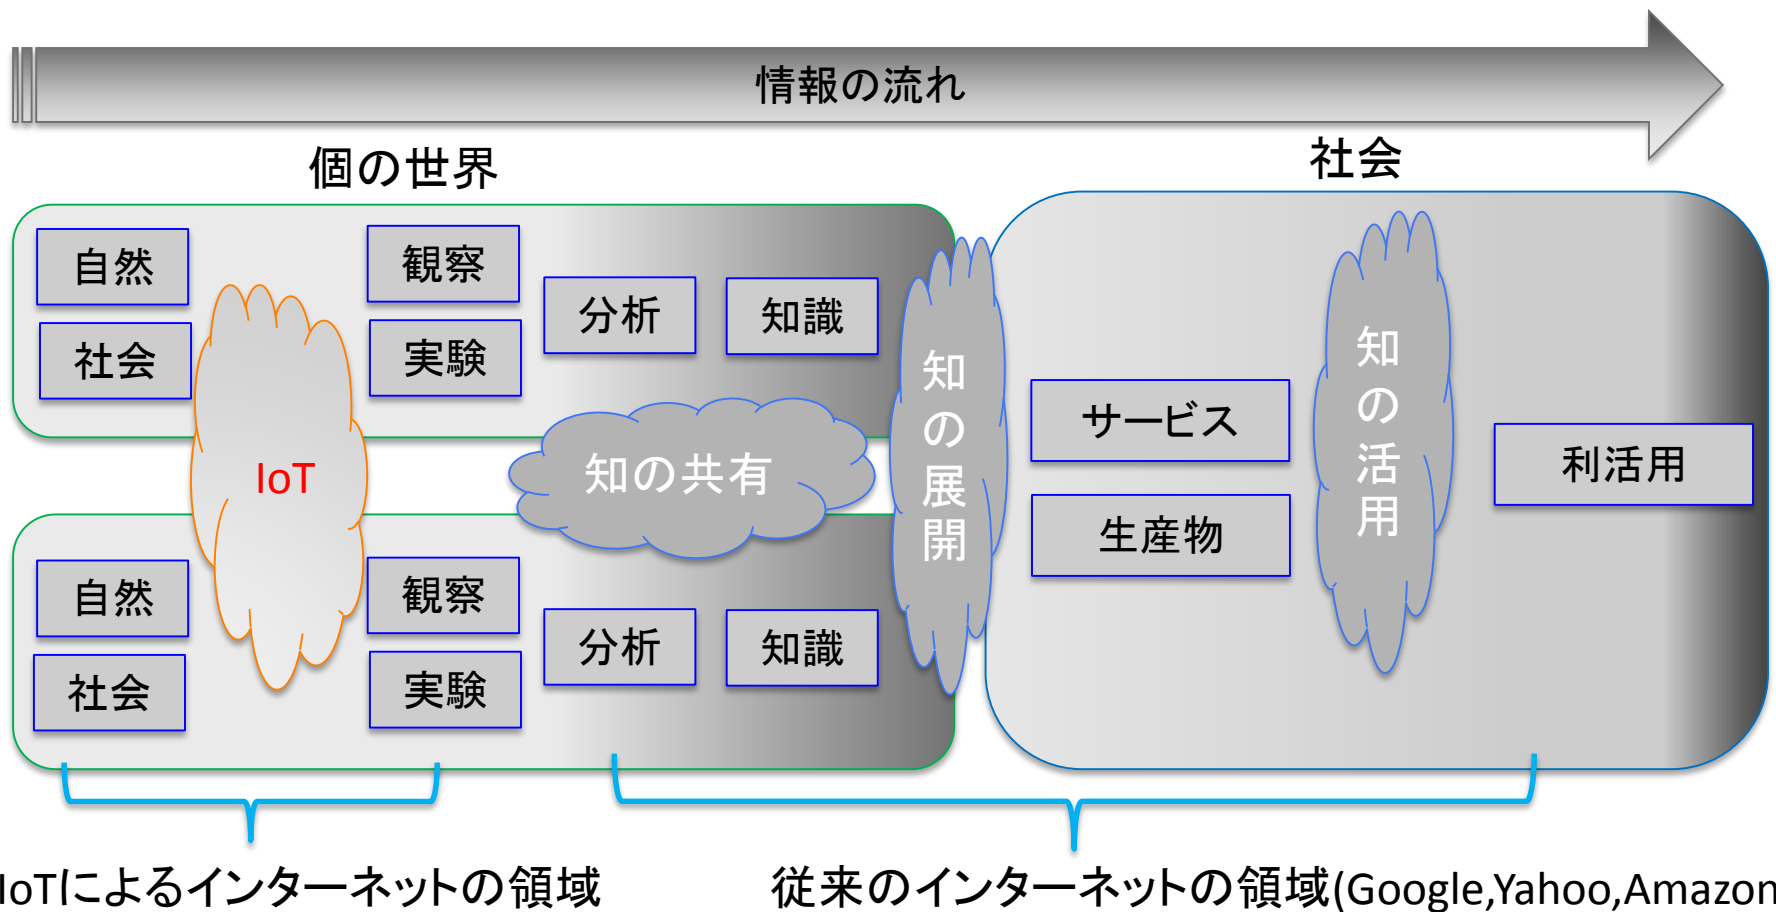 情報の流れ
個の世界
社会
自然
社会
観察
実験
分析
知識
IoT
知の共有
知の展開
自然
社会
観察
実験
分析
知識
サービス
生産物
知の活用
利活用
IoTによるインターネットの領域
従来のインターネットの領域(Google,Yahoo,Amazon